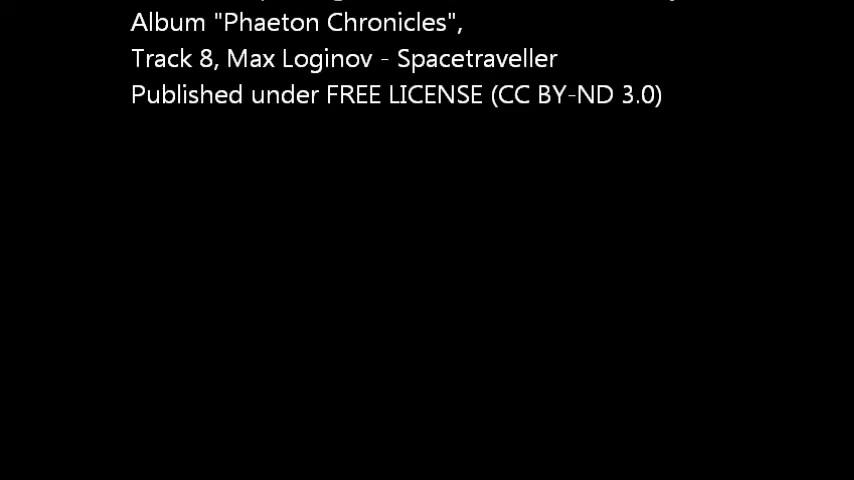 Album "Phaeton Chronicles",
Track 8, Max Loginov - Spacetraveller
Published under FREE LICENSE (CC BY-ND 3.0)